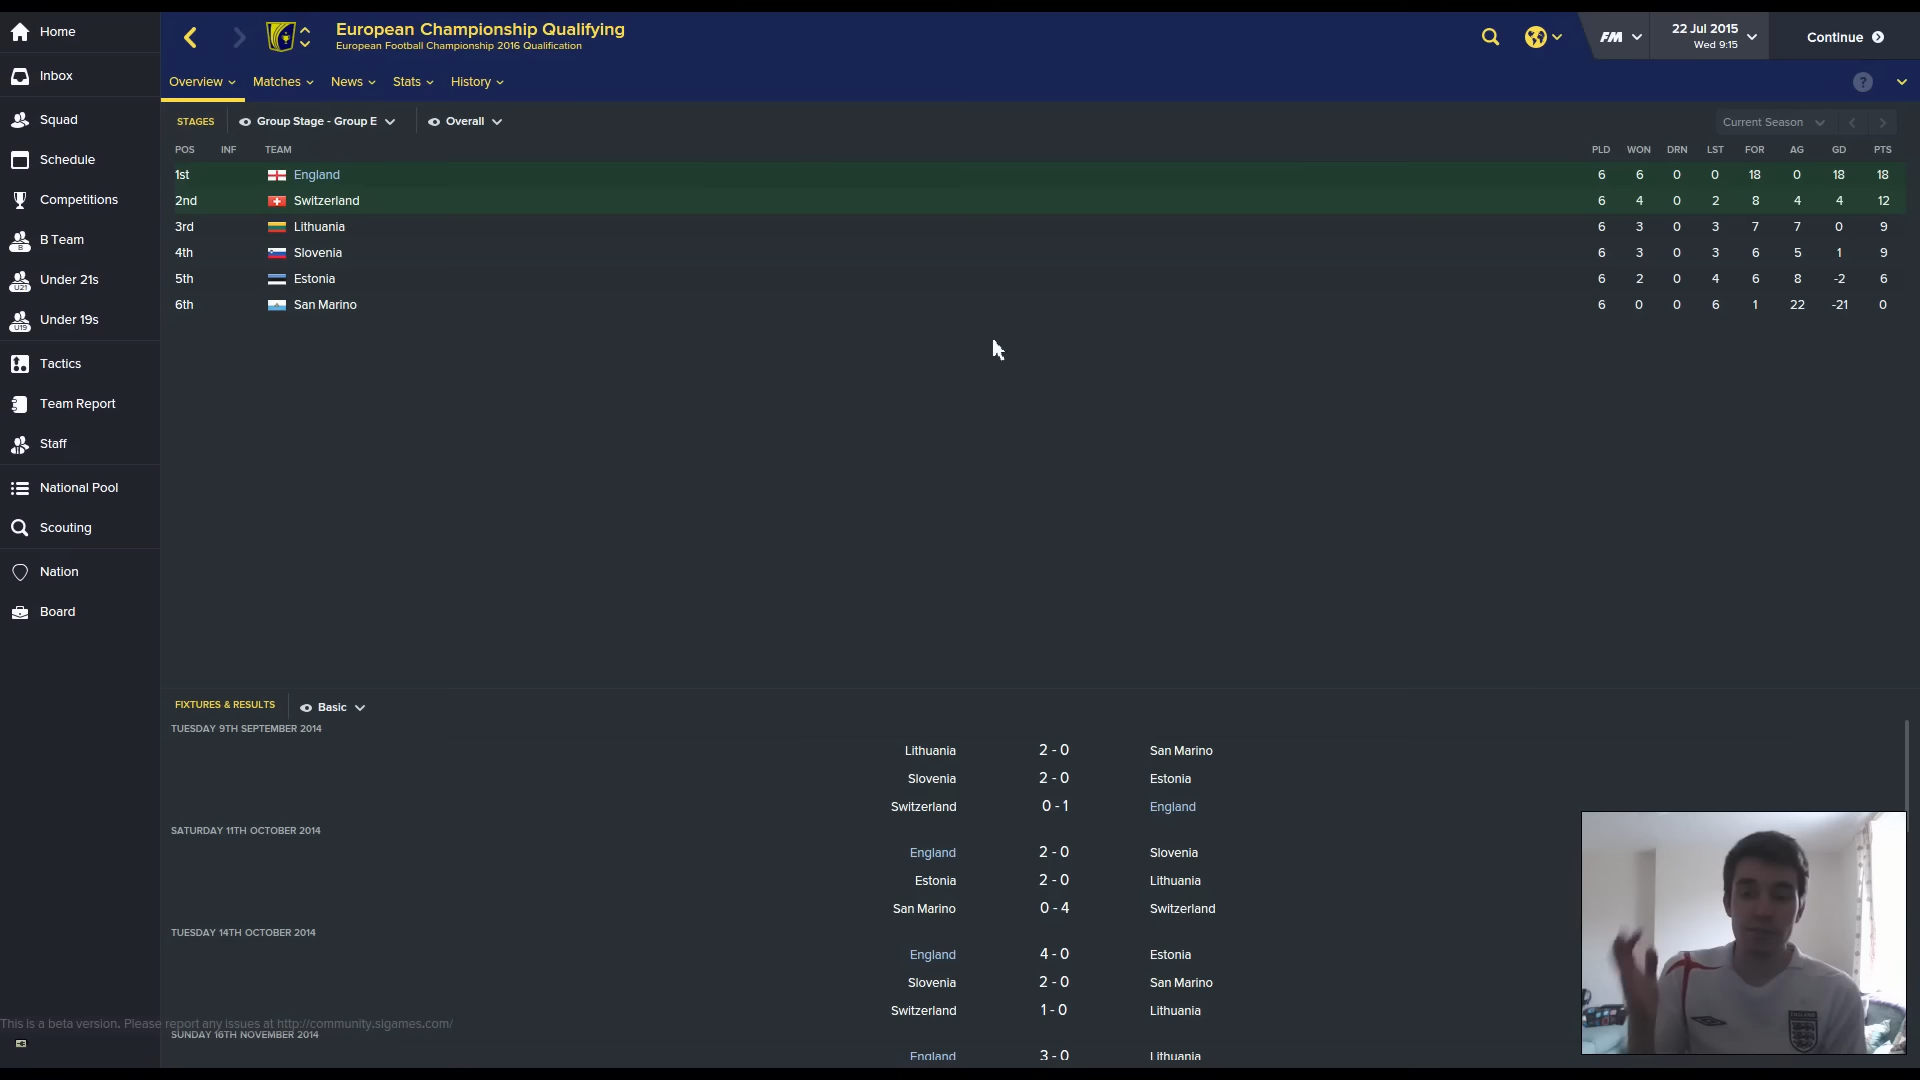 Home
Inbox
Squad
Schedule
Competitions
B Team
B
Under 21s
U21
Under 19s
U19
Tactics
Team Report
Staff
National Pool
Scouting
Nation
Board
European Championship Qualifying
European Football Championship 2016 Qualification
FM
22 Jul 2015
Wed 9:15
Continue
Overview Matches News Stats History
?
STAGES Group Stage - Group E Overall Current Season
POS INF TEAM PLD WON DRN LST FOR AG GD PTS
1st England 6 6 0 0 18 0 18 18
2nd Switzerland 6 4 0 2 8 4 4 12
3rd Lithuania 6 3 0 3 7 7 0 9
4th Slovenia 6 3 0 3 6 5 1 9
5th Estonia 6 2 0 4 6 8 -2 6
6th San Marino 6 0 0 6 1 22 -21 0
FIXTURES & RESULTS Basic
TUESDAY 9TH SEPTEMBER 2014
Lithuania 2 - 0 San Marino
Slovenia 2 - 0 Estonia
Switzerland 0 - 1 England
SATURDAY 11TH OCTOBER 2014
England 2 - 0 Slovenia
Estonia 2 - 0 Lithuania
San Marino 0 - 4 Switzerland
TUESDAY 14TH OCTOBER 2014
England 4 - 0 Estonia
Slovenia 2 - 0 San Marino
Switzerland 1 - 0 Lithuania
This is a beta version. Please report any issues at http://community.sigames.com/
SUNDAY 16TH NOVEMBER 2014
England 3 - 0 Lithuania
ENGLAND